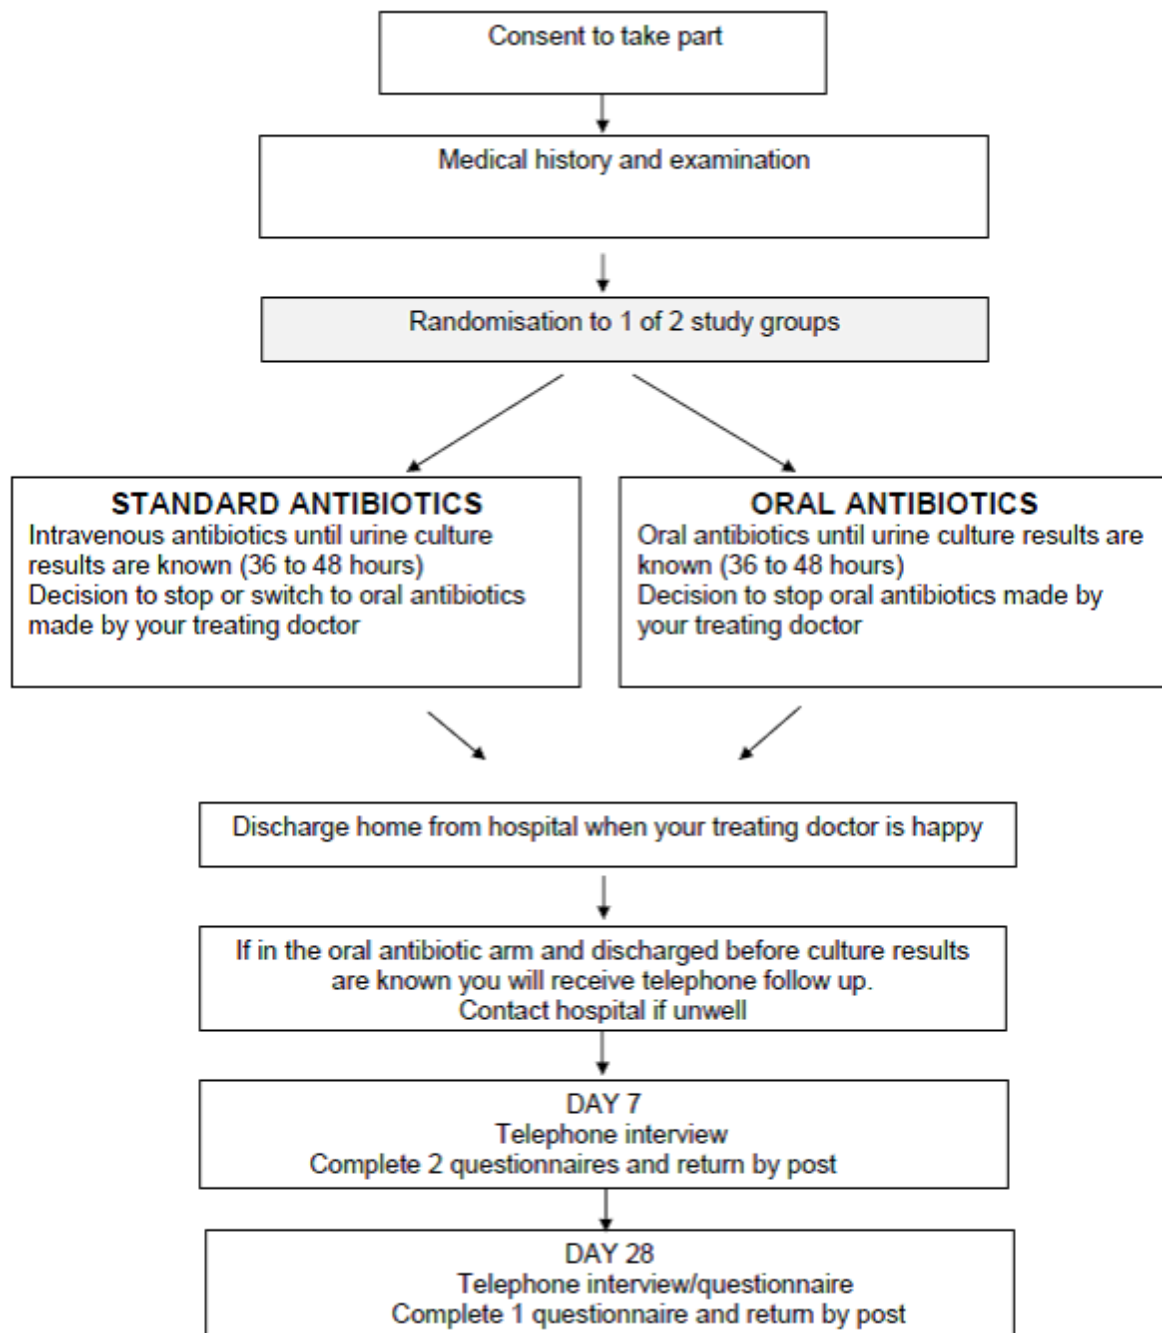 Consent to take part
Medical history and examination
Randomisation to 1 of 2 study groups
STANDARD ANTIBIOTICS
Intravenous antibiotics until urine culture
results are known (36 to 48 hours)
Decision to stop or switch to oral antibiotics
made by your treating doctor
ORAL ANTIBIOTICS
Oral antibiotics until urine culture results are
known (36 to 48 hours)
Decision to stop oral antibiotics made by
your treating doctor
Discharge home from hospital when your treating doctor is happy
If in the oral antibiotic arm and discharged before culture results
are known you will receive telephone follow up.
Contact hospital if unwell
DAY 7
Telephone interview
Complete 2 questionnaires and return by post
DAY 28
Telephone interview/questionnaire
Complete 1 questionnaire and return by post